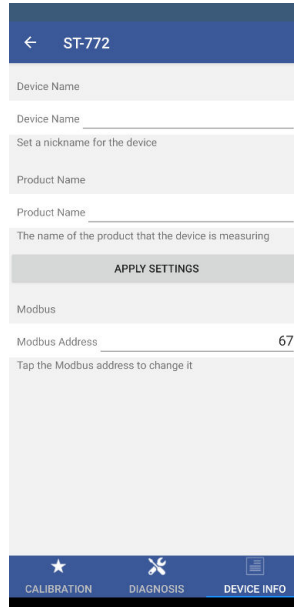 ST-772
Device Name
Device Name
Set a nickname for the device
Product Name
Product Name
The name of the product that the device is measuring
APPLY SETTINGS
Modbus
Modbus Address 67
Tap the Modbus address to change it
CALIBRATION DIAGNOSIS DEVICE INFO